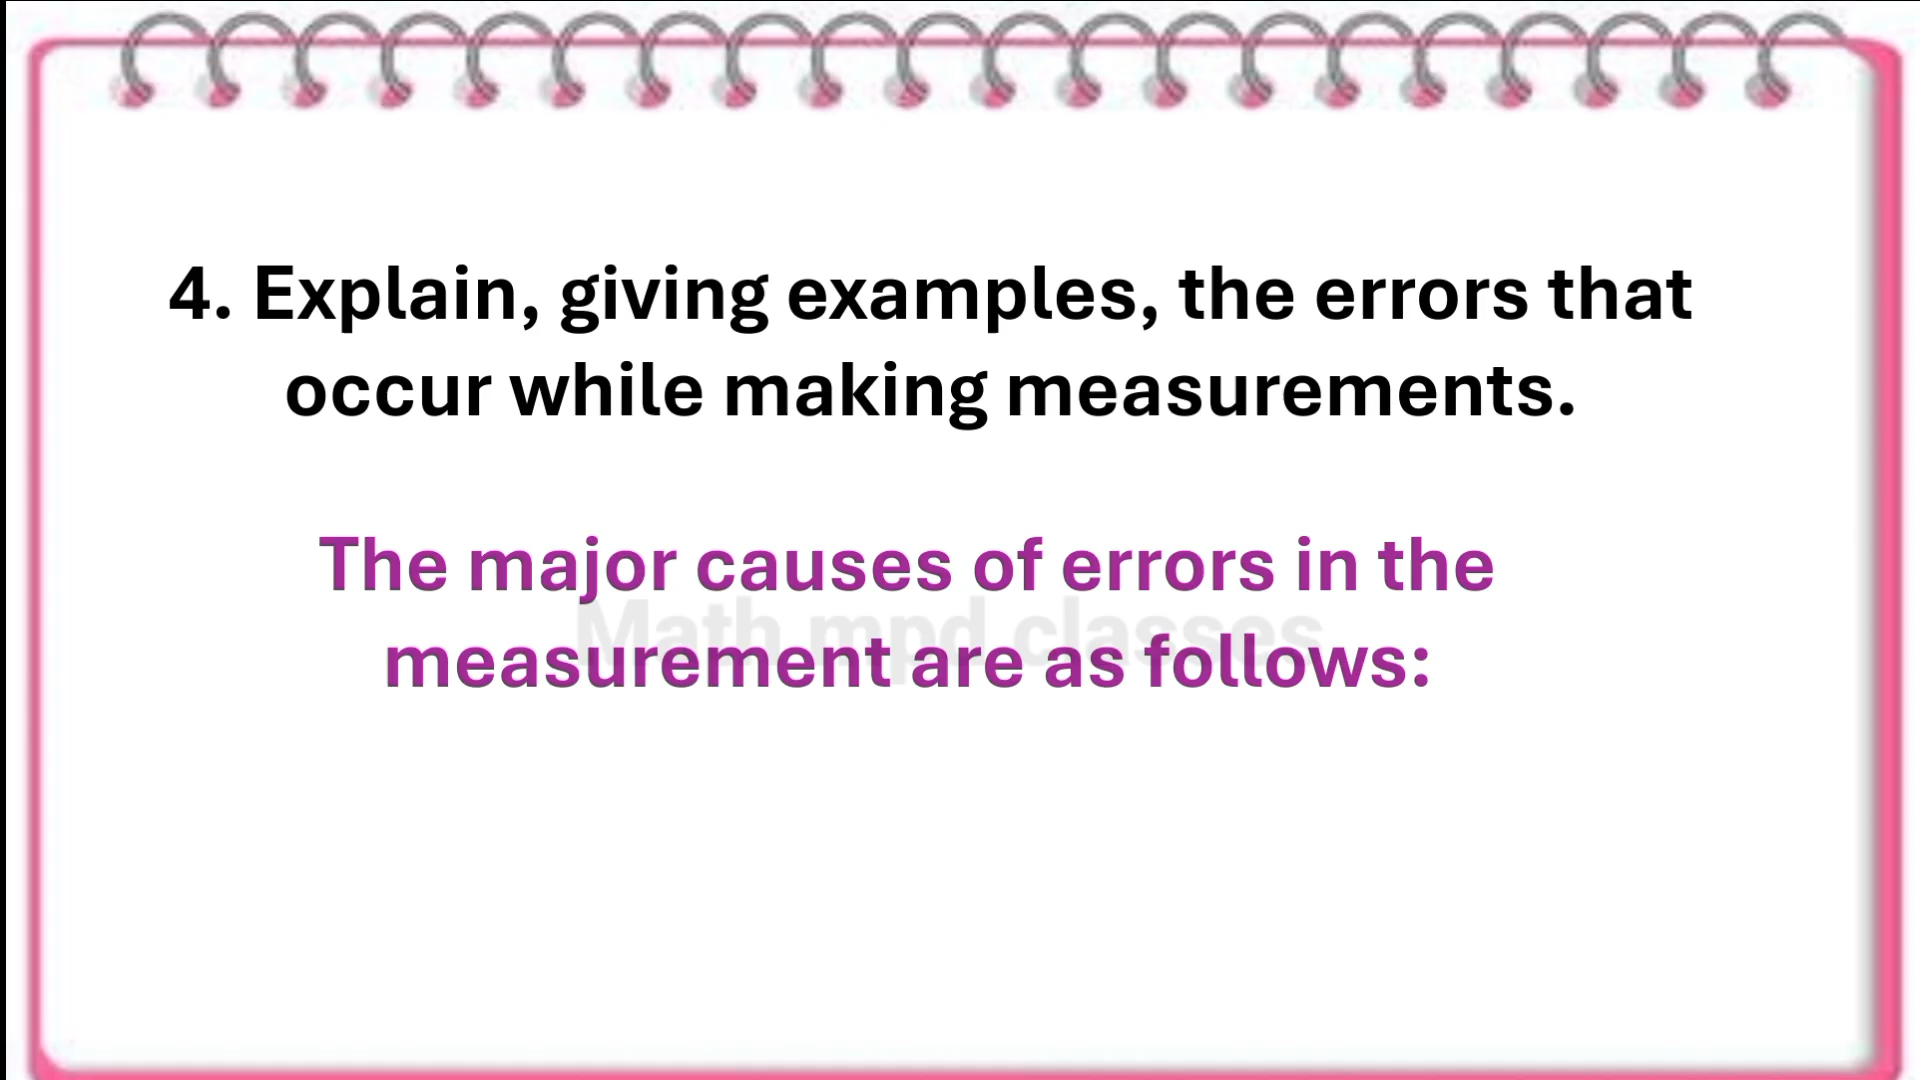 4. Explain, giving examples, the errors that
occur while making measurements.
The major causes of errors in the
Math mpd classes
measurement are as follows: